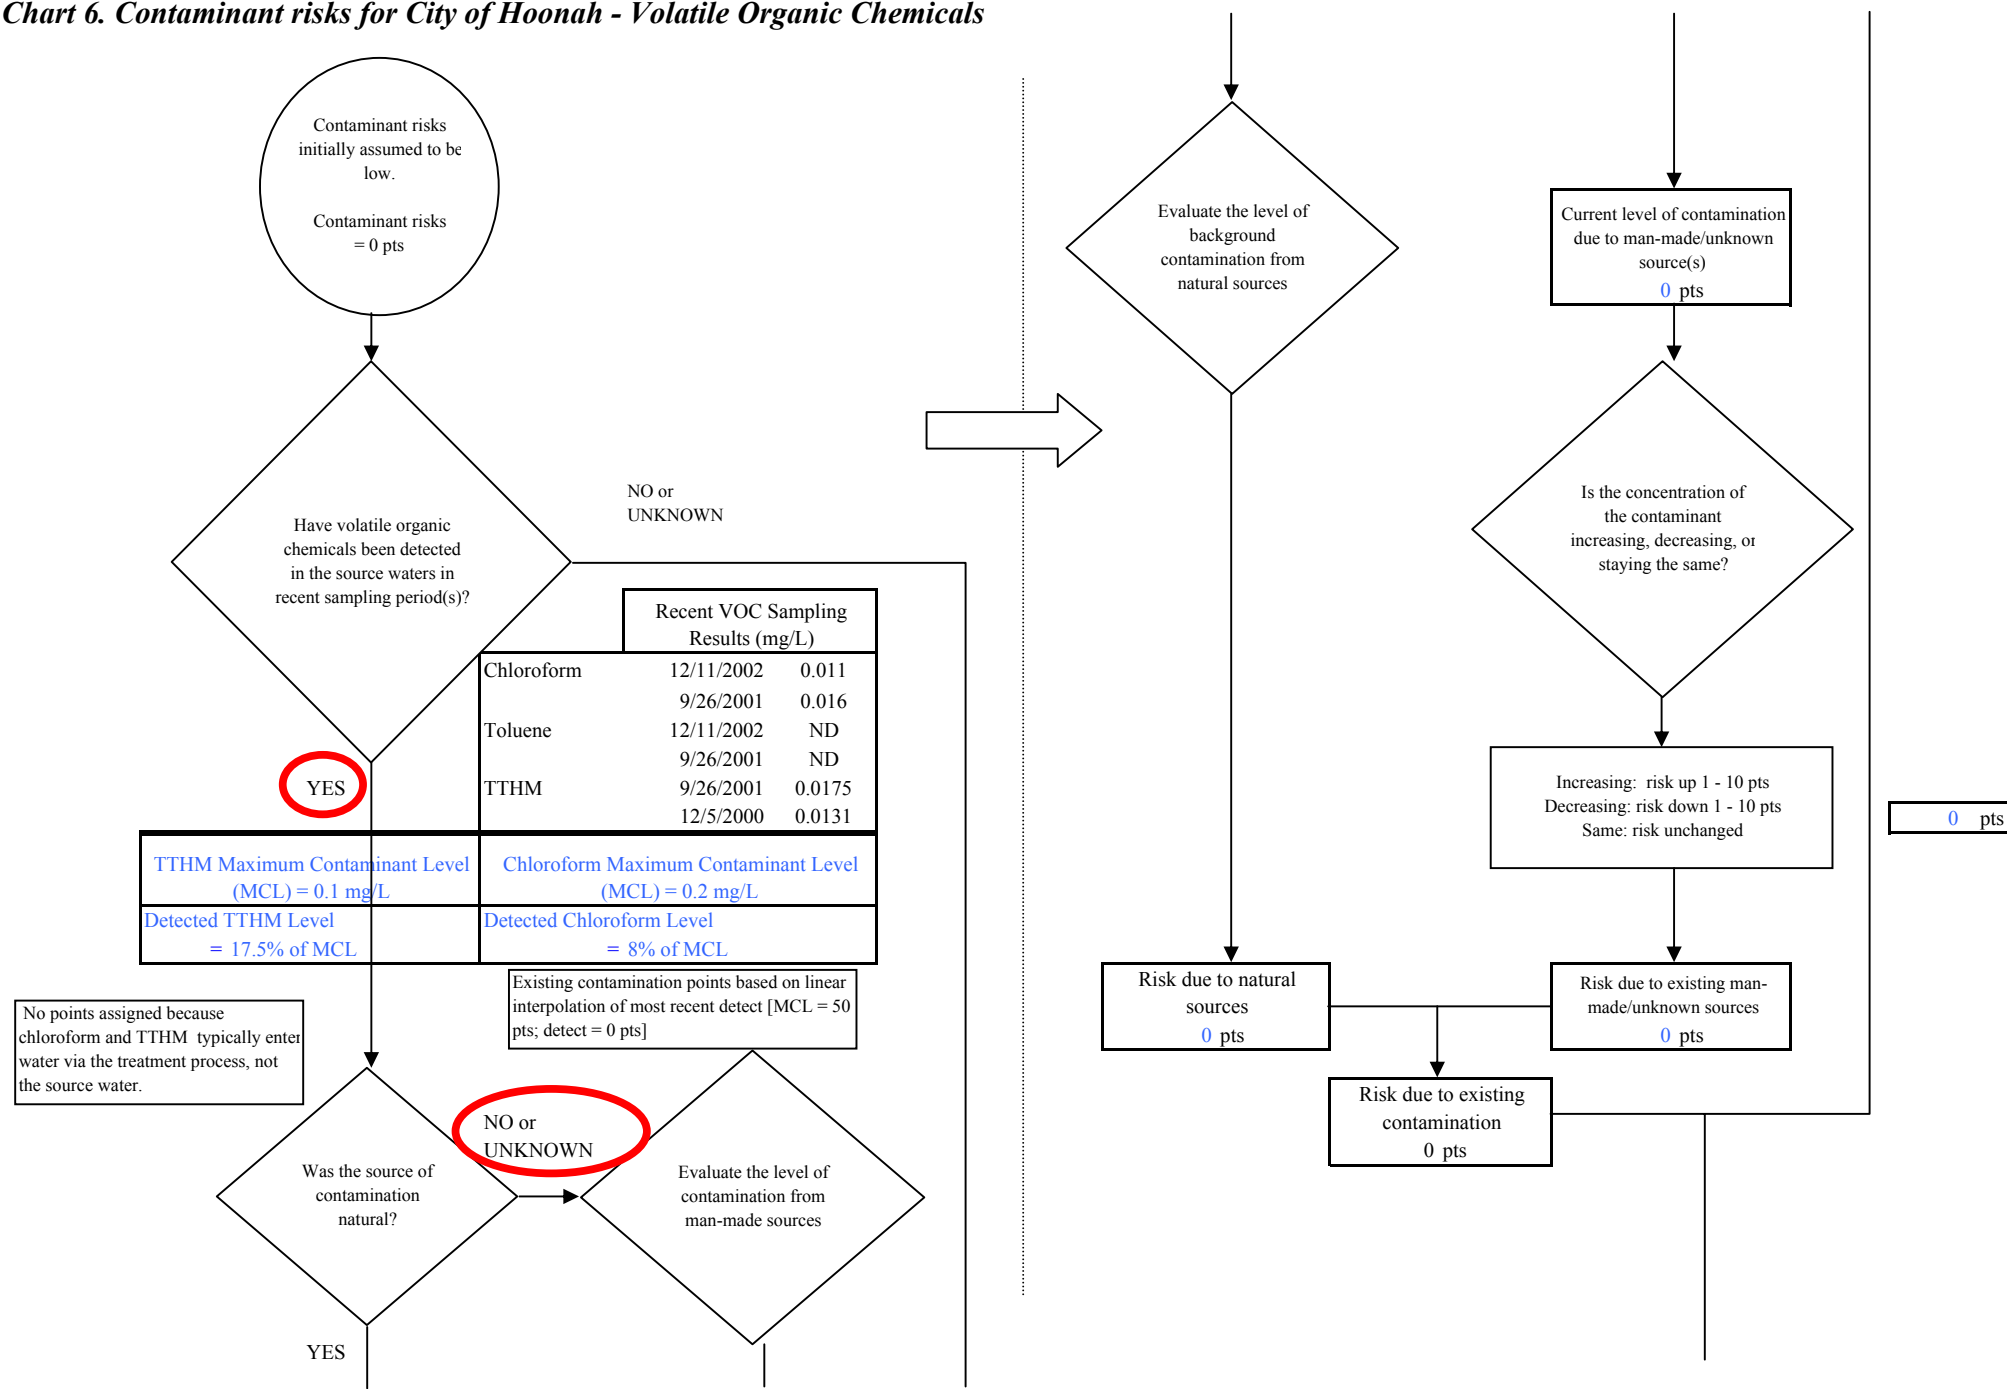 Chart 6. Contaminant risks for City of Hoonah - Volatile Organic Chemicals
Contaminant risks
initially assumed to be
low.
Contaminant risks
= 0 pts
Have volatile organic
chemicals been detected
in the source waters in
recent sampling period(s)?
NO or
UNKNOWN
YES
Recent VOC Sampling
Results (mg/L)
Chloroform 12/11/2002 0.011
9/26/2001 0.016
Toluene 12/11/2002 ND
9/26/2001 ND
TTHM 9/26/2001 0.0175
12/5/2000 0.0131
TTHM Maximum Contaminant Level
(MCL) = 0.1 mg/L
Chloroform Maximum Contaminant Level
(MCL) = 0.2 mg/L
Detected TTHM Level
= 17.5% of MCL
Detected Chloroform Level
= 8% of MCL
No points assigned because
chloroform and TTHM typically enter
water via the treatment process, not
the source water.
Existing contamination points based on linear
interpolation of most recent detect [MCL = 50
pts; detect = 0 pts]
Was the source of
contamination
natural?
NO or
UNKNOWN
Evaluate the level of
contamination from
man-made sources
YES
Evaluate the level of
background
contamination from
natural sources
Current level of contamination
due to man-made/unknown
source(s)
0 pts
Is the concentration of
the contaminant
increasing, decreasing, or
staying the same?
Increasing: risk up 1 - 10 pts
Decreasing: risk down 1 - 10 pts
Same: risk unchanged
0 pts
Risk due to natural
sources
0 pts
Risk due to existing man-
made/unknown sources
0 pts
Risk due to existing
contamination
0 pts